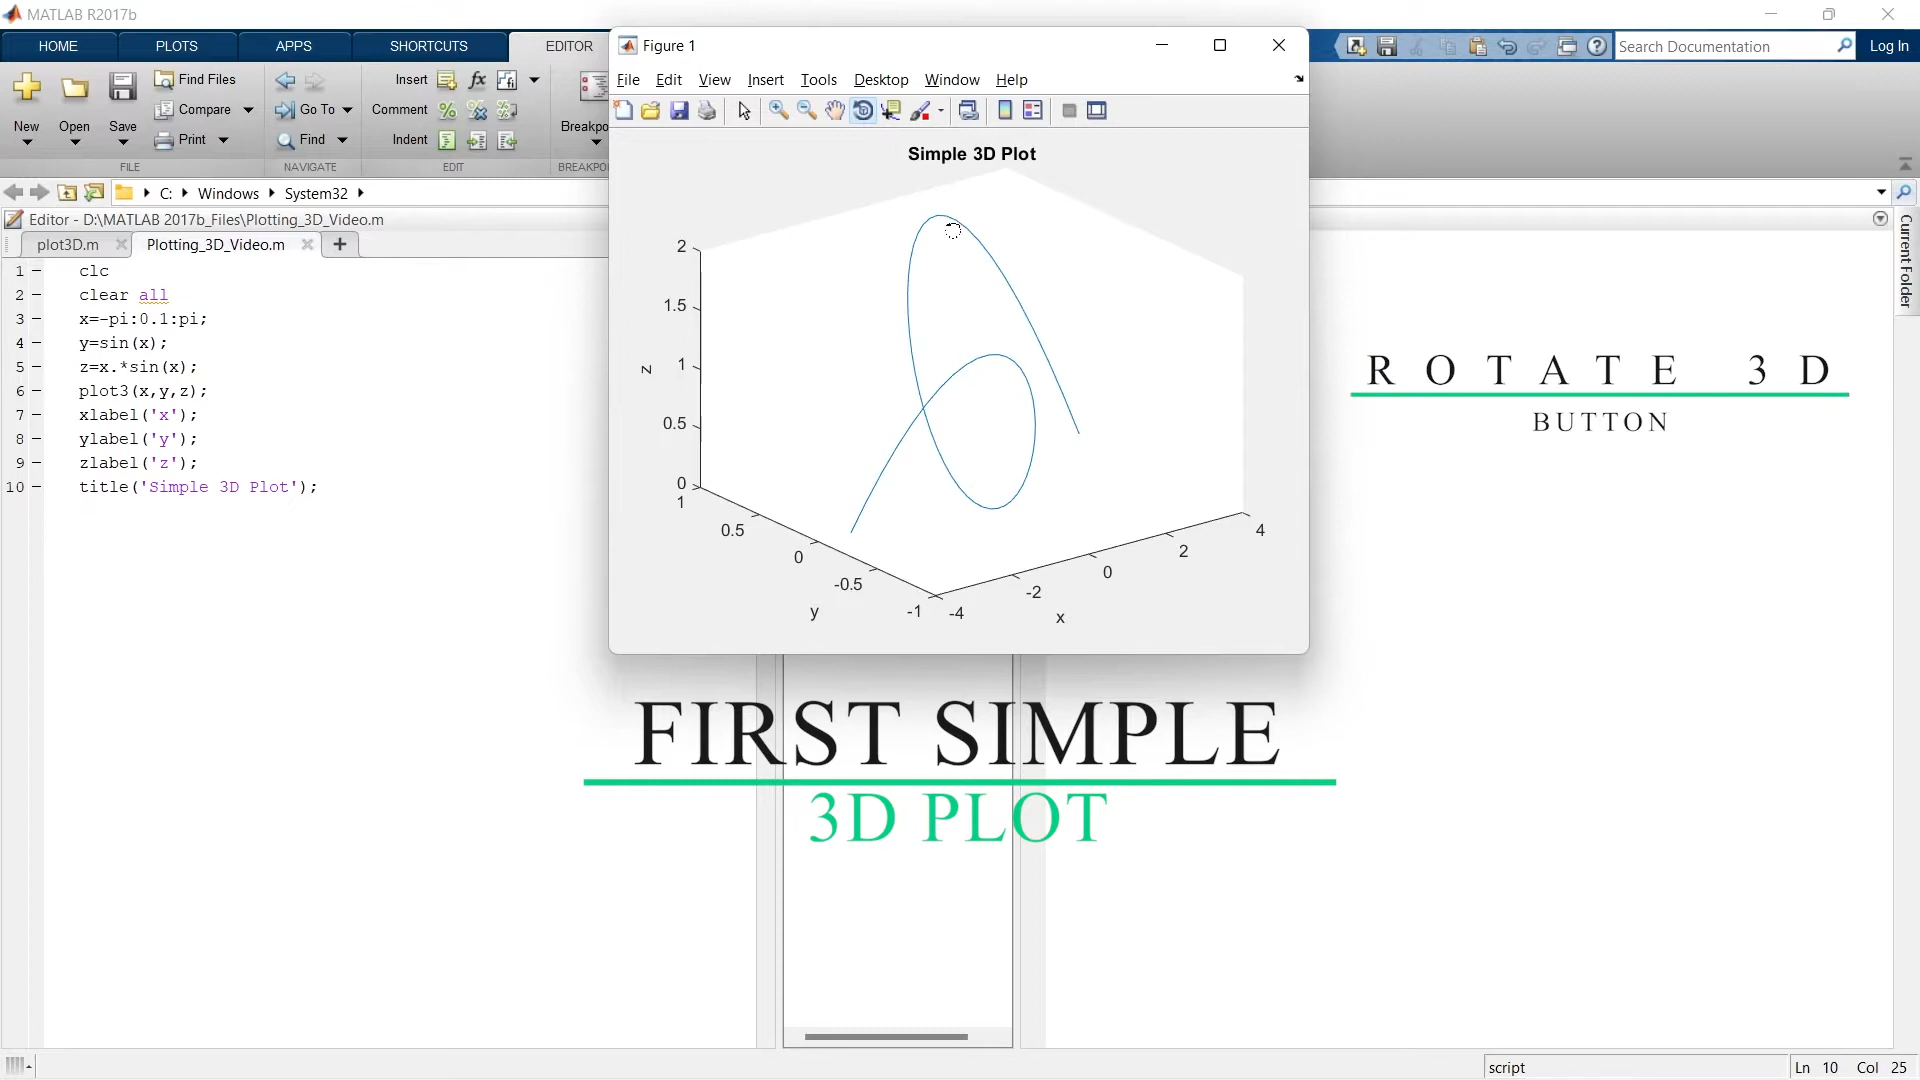 MATLAB R2017b
HOME PLOTS APPS SHORTCUTS EDITOR
Search Documentation Log In
New Open Save
Find Files
Compare
Print
FILE
Go To
Find
NAVIGATE
Insert fx
Comment
Indent
EDIT
Breakpo
BREAKPOI
C: Windows System32
Editor - D:\MATLAB 2017b_Files\Plotting_3D_Video.m
plot3D.m Plotting_3D_Video.m
1 clc
2 clear all
3 x=-pi:0.1:pi;
4 y=sin(x);
5 z=x.*sin(x);
6 plot3(x,y,z);
7 xlabel('x');
8 ylabel('y');
9 zlabel('z');
10 title('Simple 3D Plot');
Figure 1
File Edit View Insert Tools Desktop Window Help
Simple 3D Plot
2
1.5
1
0.5
0
z
1
0.5
0
-0.5
-1
y
-4
-2
0
2
4
x
ROTATE 3D
BUTTON
FIRST SIMPLE
3D PLOT
Current Folder
script Ln 10 Col 25